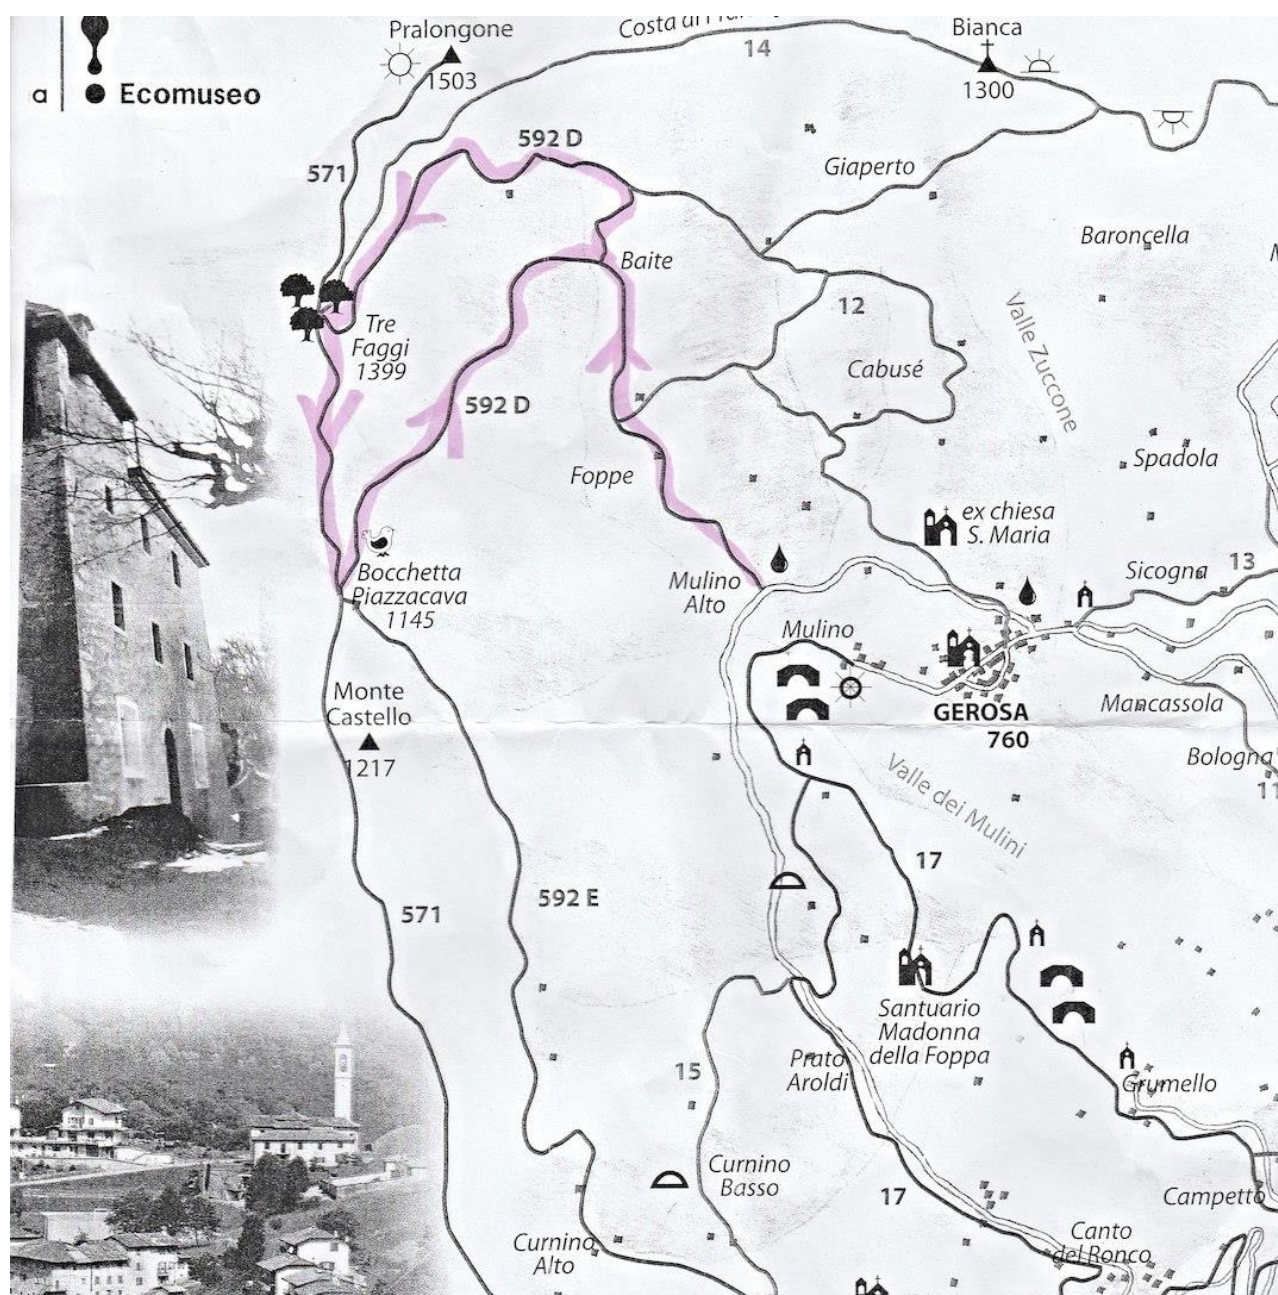 Pralongone
1503
14
Bianca
1300
a
Ecomuseo
592 D
571
Giaperto
Baroncella
Baite
12
Tre
Faggi
1399
Valle Zuccone
Cabusé
592 D
Foppe
Spadola
ex chiesa
S. Maria
Bocchetta
Piazzacava
1145
Mulino
Alto
Sicogna
13
Mulino
Monte
Castello
1217
GEROSA
760
Mancassola
Bologna
11
Valle dei Mulini
17
592 E
571
Santuario
Madonna
della Foppa
Prato
Aroldi
15
Grumello
Curnino
Basso
17
Campetto
Curnino
Alto
Canto
del Ronco